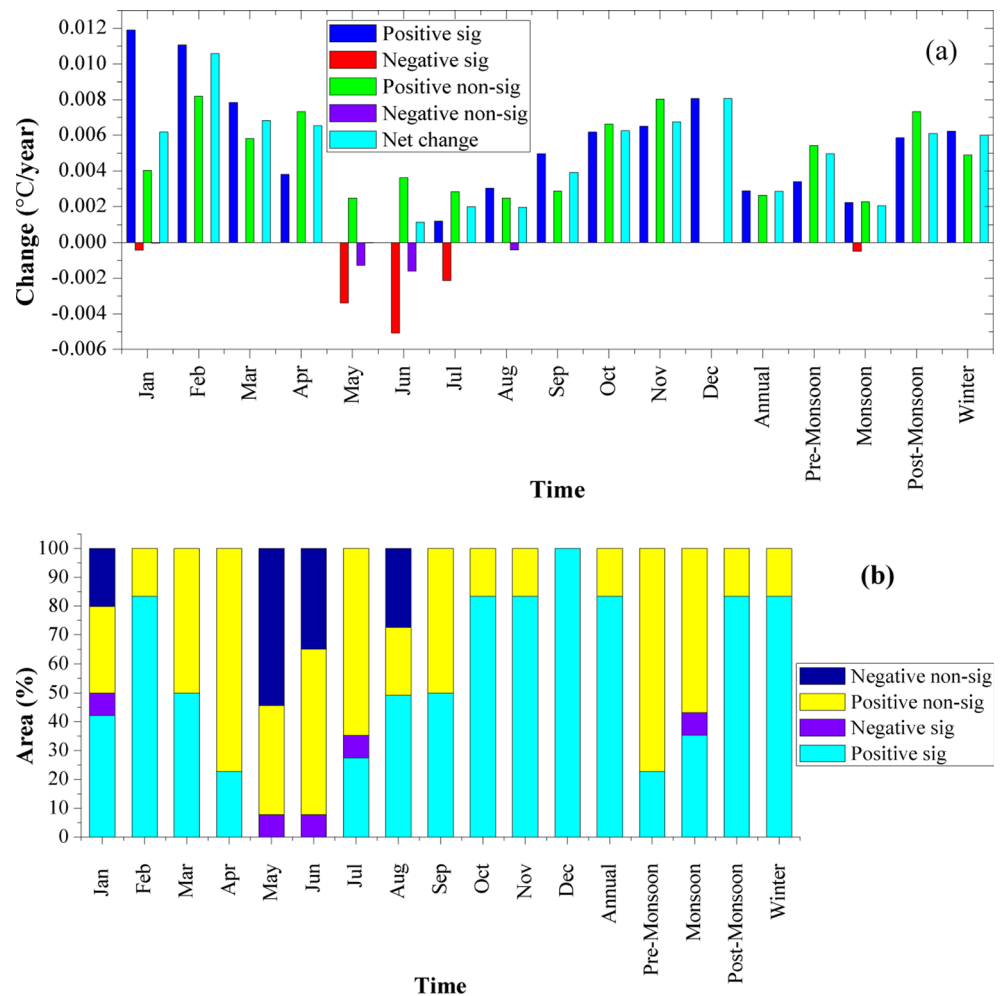 (a)
Positive sig
Negative sig
Positive non-sig
Negative non-sig
Net change
Change (°C/year)
0.012
0.010
0.008
0.006
0.004
0.002
0.000
-0.002
-0.004
-0.006
Jan
Feb
Mar
Apr
May
Jun
Jul
Aug
Sep
Oct
Nov
Dec
Annual
Pre-Monsoon
Monsoon
Post-Monsoon
Winter
Time
(b)
Area (%)
100
90
80
70
60
50
40
30
20
10
0
Negative non-sig
Positive non-sig
Negative sig
Positive sig
Jan
Feb
Mar
Apr
May
Jun
Jul
Aug
Sep
Oct
Nov
Dec
Annual
Pre-Monsoon
Monsoon
Post-Monsoon
Winter
Time